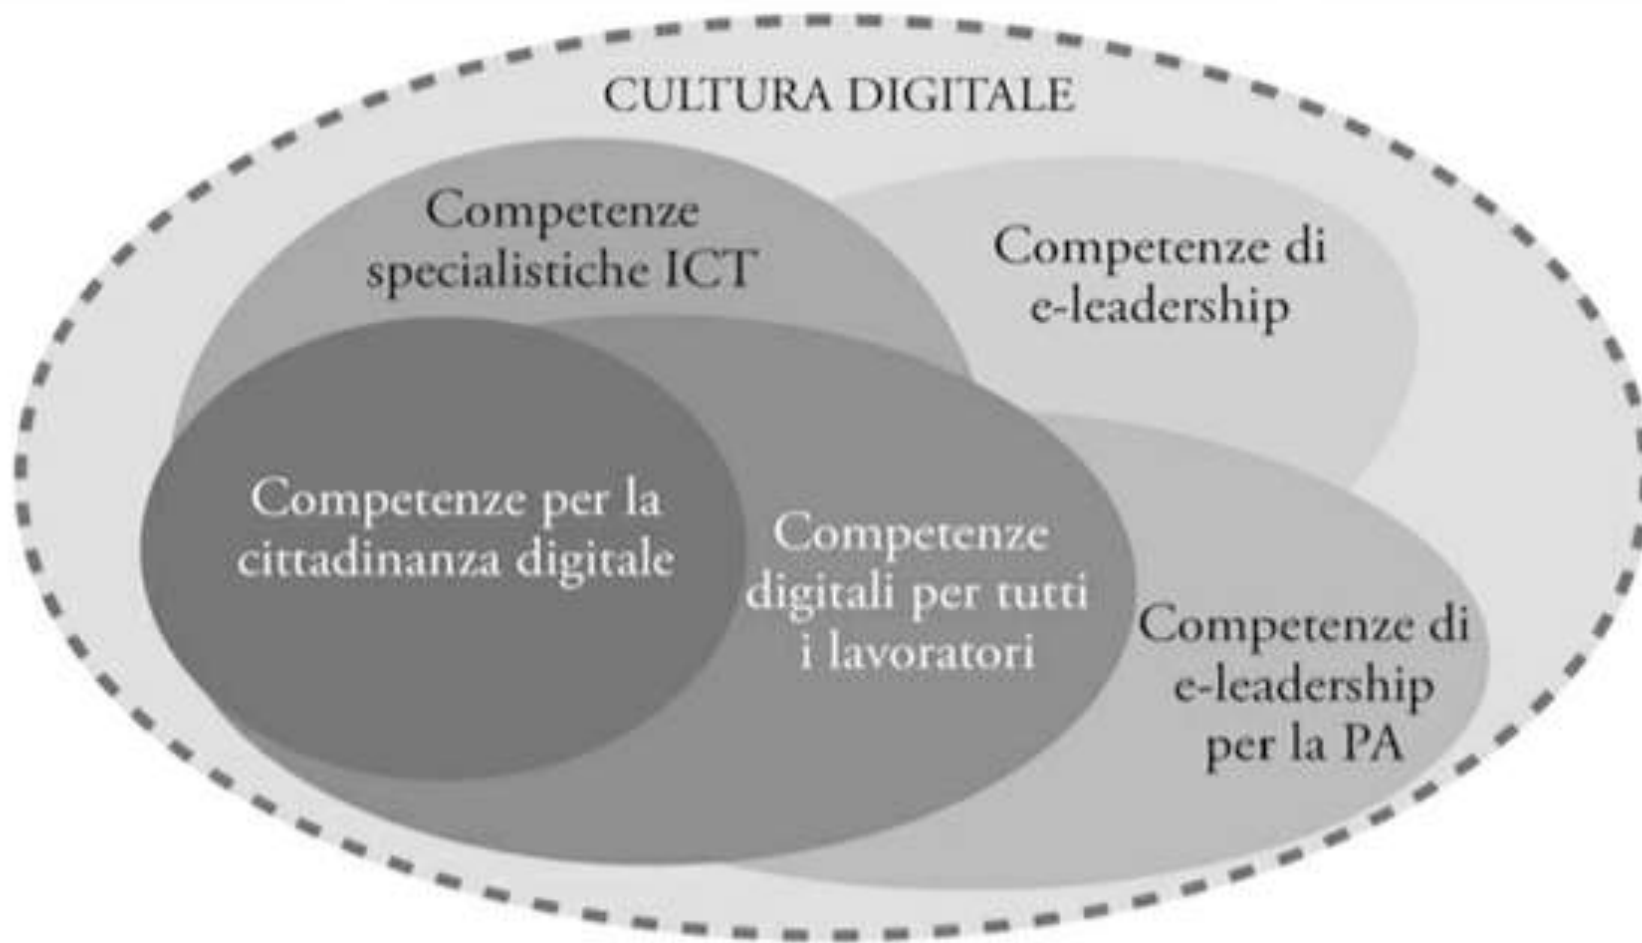 CULTURA DIGITALE
Competenze
specialistiche ICT
Competenze di
e-leadership
Competenze per la
cittadinanza digitale
Competenze
digitali per tutti
i lavoratori
Competenze di
e-leadership
per la PA